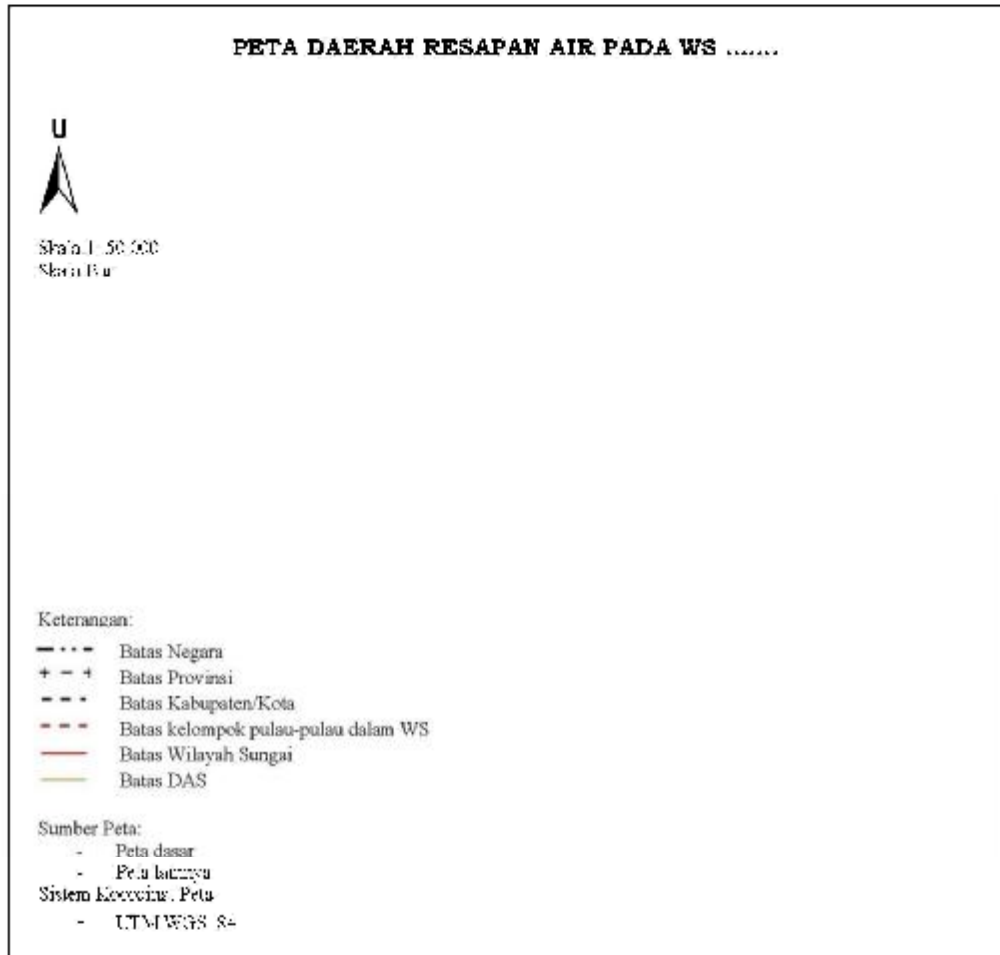 PETA DAERAH RESAPAN AIR PADA WS .......
U
Skala 1: 50 000
Skala Bar
Keterangan:
Batas Negara
Batas Provinsi
Batas Kabupaten/Kota
Batas kelompok pulau-pulau dalam WS
Batas Wilayah Sungai
Batas DAS
Sumber Peta:
- Peta dasar
- Peta lainnya
Sistem Koordinat Peta
- UTM WGS 84